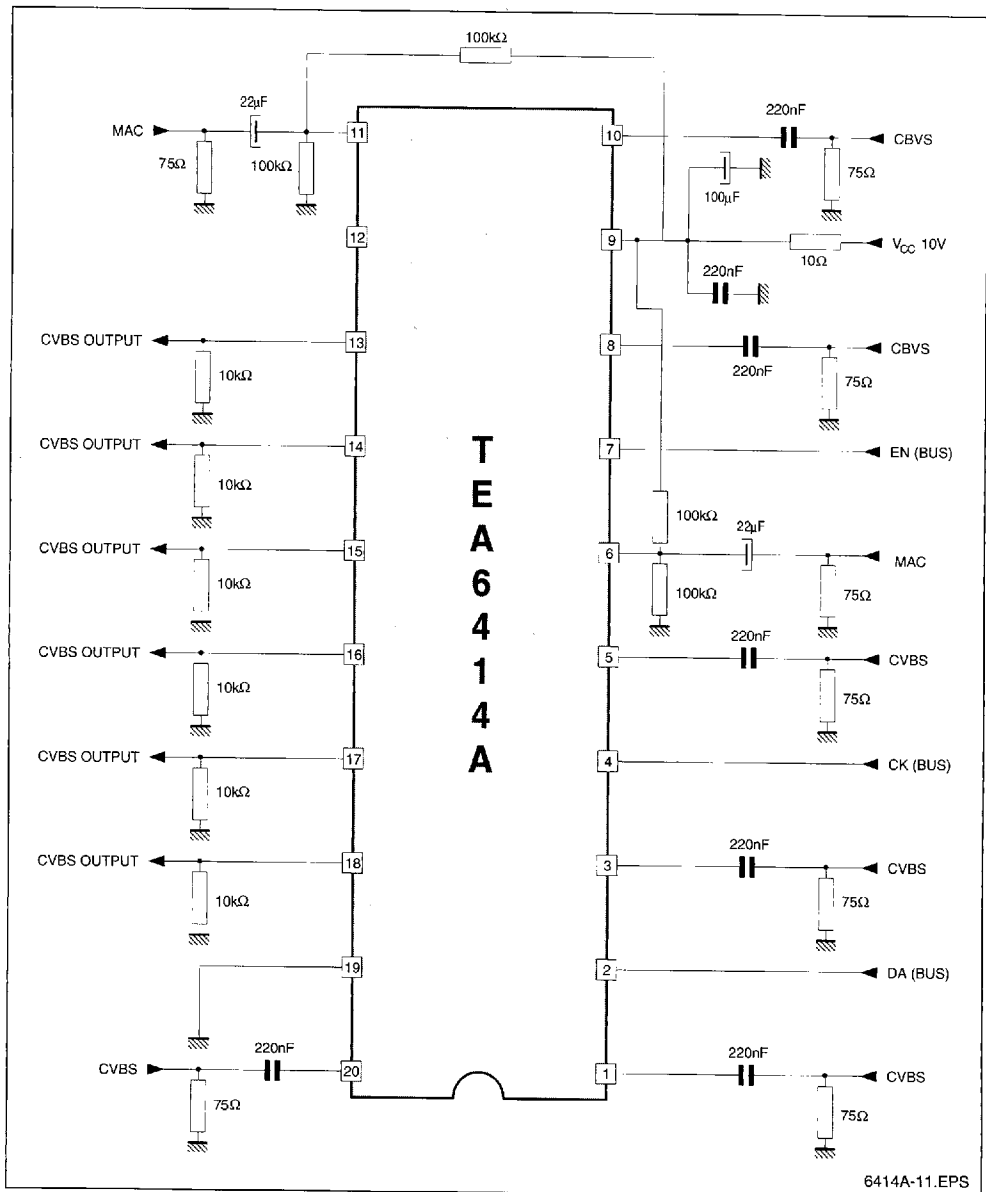 100kΩ
22µF
220nF
MAC
11
10
CBVS
75Ω
100kΩ
75Ω
100µF
12
9
VCC 10V
10Ω
220nF
CVBS OUTPUT
13
8
CBVS
10kΩ
220nF
75Ω
CVBS OUTPUT
14
7
EN (BUS)
10kΩ
100kΩ
22µF
CVBS OUTPUT
15
6
MAC
10kΩ
100kΩ
75Ω
220nF
CVBS OUTPUT
16
5
CVBS
10kΩ
75Ω
CVBS OUTPUT
17
4
CK (BUS)
10kΩ
220nF
CVBS OUTPUT
18
3
CVBS
10kΩ
75Ω
19
2
DA (BUS)
220nF
220nF
CVBS
20
1
CVBS
75Ω
75Ω
TEA6414A
6414A-11.EPS